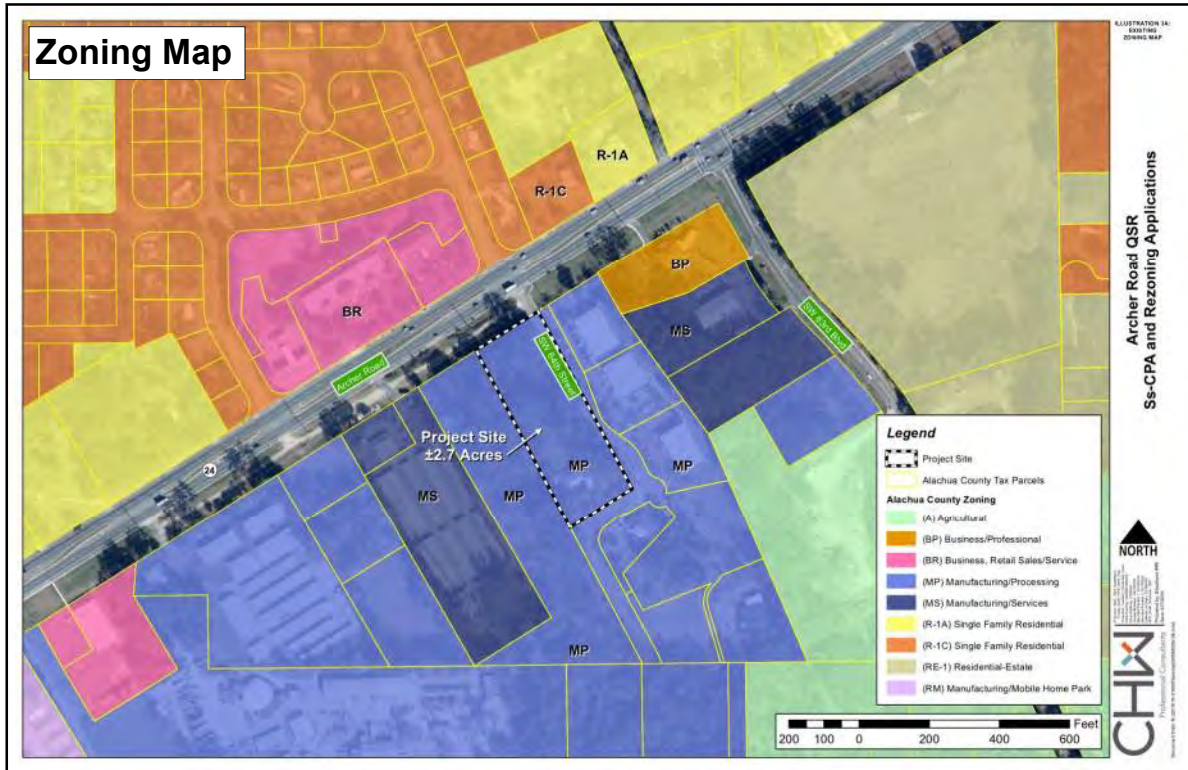 Zoning Map
ILLUSTRATION 3A:
EXISTING
ZONING MAP
Archer Road QSR
Ss-CPA and Rezoning Applications
R-1A
R-1C
BP
BR
MS
SW 63rd Blvd
SW 64th Street
Archer Road
Project Site
±2.7 Acres
MP
MP
24
MS
MP
MP
Legend
Project Site
Alachua County Tax Parcels
Alachua County Zoning
(A) Agricultural
(BP) Business/Professional
(BR) Business, Retail Sales/Service
(MP) Manufacturing/Processing
(MS) Manufacturing/Services
(R-1A) Single Family Residential
(R-1C) Single Family Residential
(RE-1) Residential-Estate
(RM) Manufacturing/Mobile Home Park
NORTH
CHW
Professional Consultants
Feet
200 100 0 200 400 600